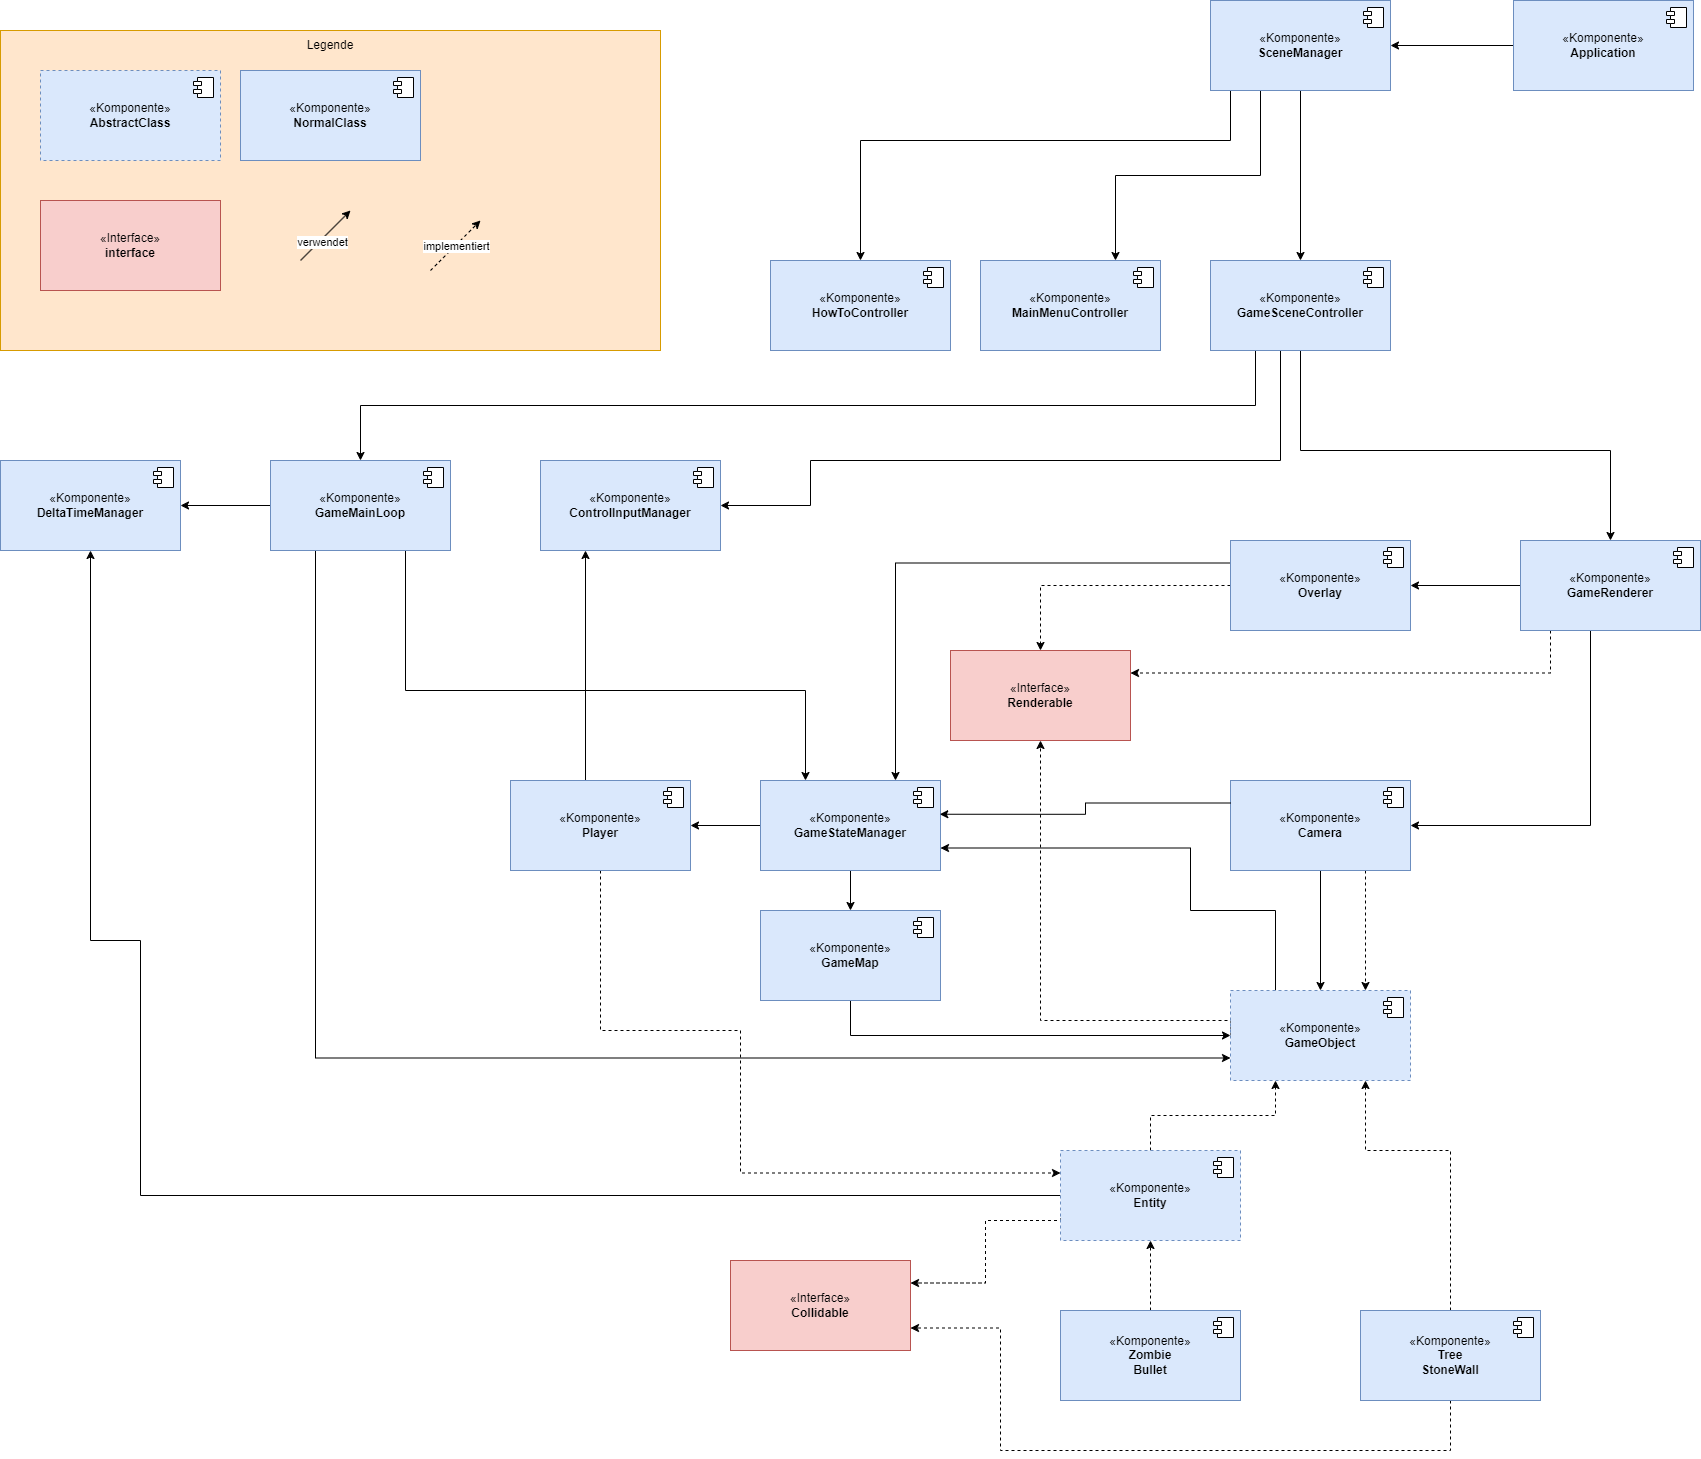 Legende
«Komponente»
AbstractClass
«Komponente»
NormalClass
«Interface»
interface
verwendet
implementiert
«Komponente»
SceneManager
«Komponente»
Application
«Komponente»
HowToController
«Komponente»
MainMenuController
«Komponente»
GameSceneController
«Komponente»
DeltaTimeManager
«Komponente»
GameMainLoop
«Komponente»
ControlInputManager
«Komponente»
Overlay
«Komponente»
GameRenderer
«Interface»
Renderable
«Komponente»
Player
«Komponente»
GameStateManager
«Komponente»
Camera
«Komponente»
GameMap
«Komponente»
GameObject
«Komponente»
Entity
«Interface»
Collidable
«Komponente»
Zombie
Bullet
«Komponente»
Tree
StoneWall